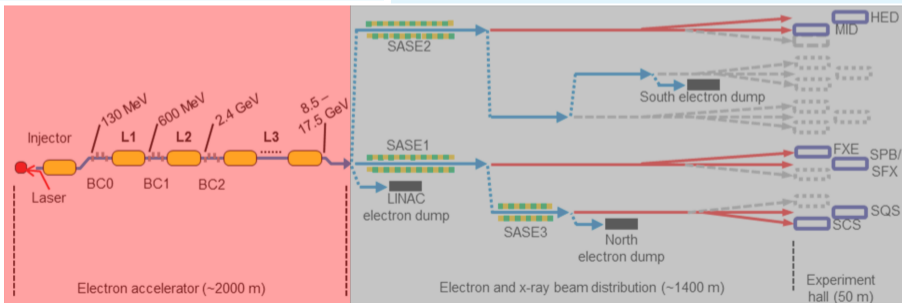 HED
MID
SASE2
South electron dump
130 MeV
600 MeV
2.4 GeV
8.5 –
17.5 GeV
Injector
L1
L2
L3
Laser
BC0
BC1
BC2
SASE1
LINAC
electron dump
FXE
SPB/
SFX
SASE3
North
electron dump
SQS
SCS
Electron accelerator (~2000 m)
Electron and x-ray beam distribution (~1400 m)
Experiment
hall (50 m)